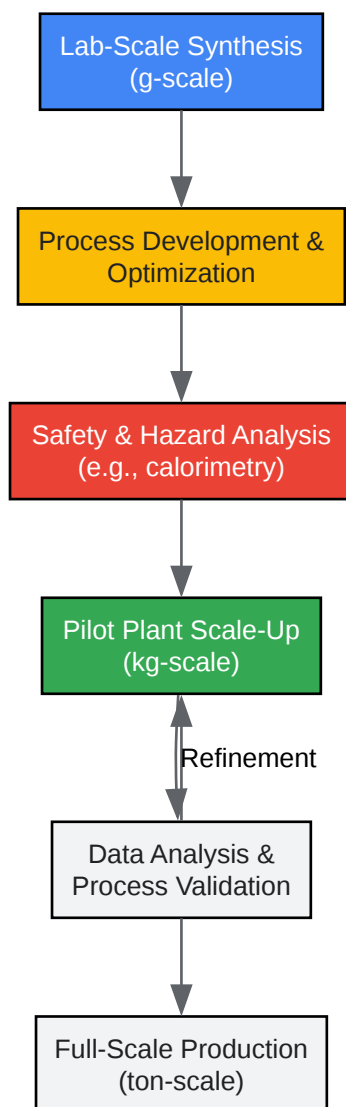 Lab-Scale Synthesis
(g-scale)
Process Development &
Optimization
Safety & Hazard Analysis
(e.g., calorimetry)
Pilot Plant Scale-Up
(kg-scale)
Refinement
Data Analysis &
Process Validation
Full-Scale Production
(ton-scale)